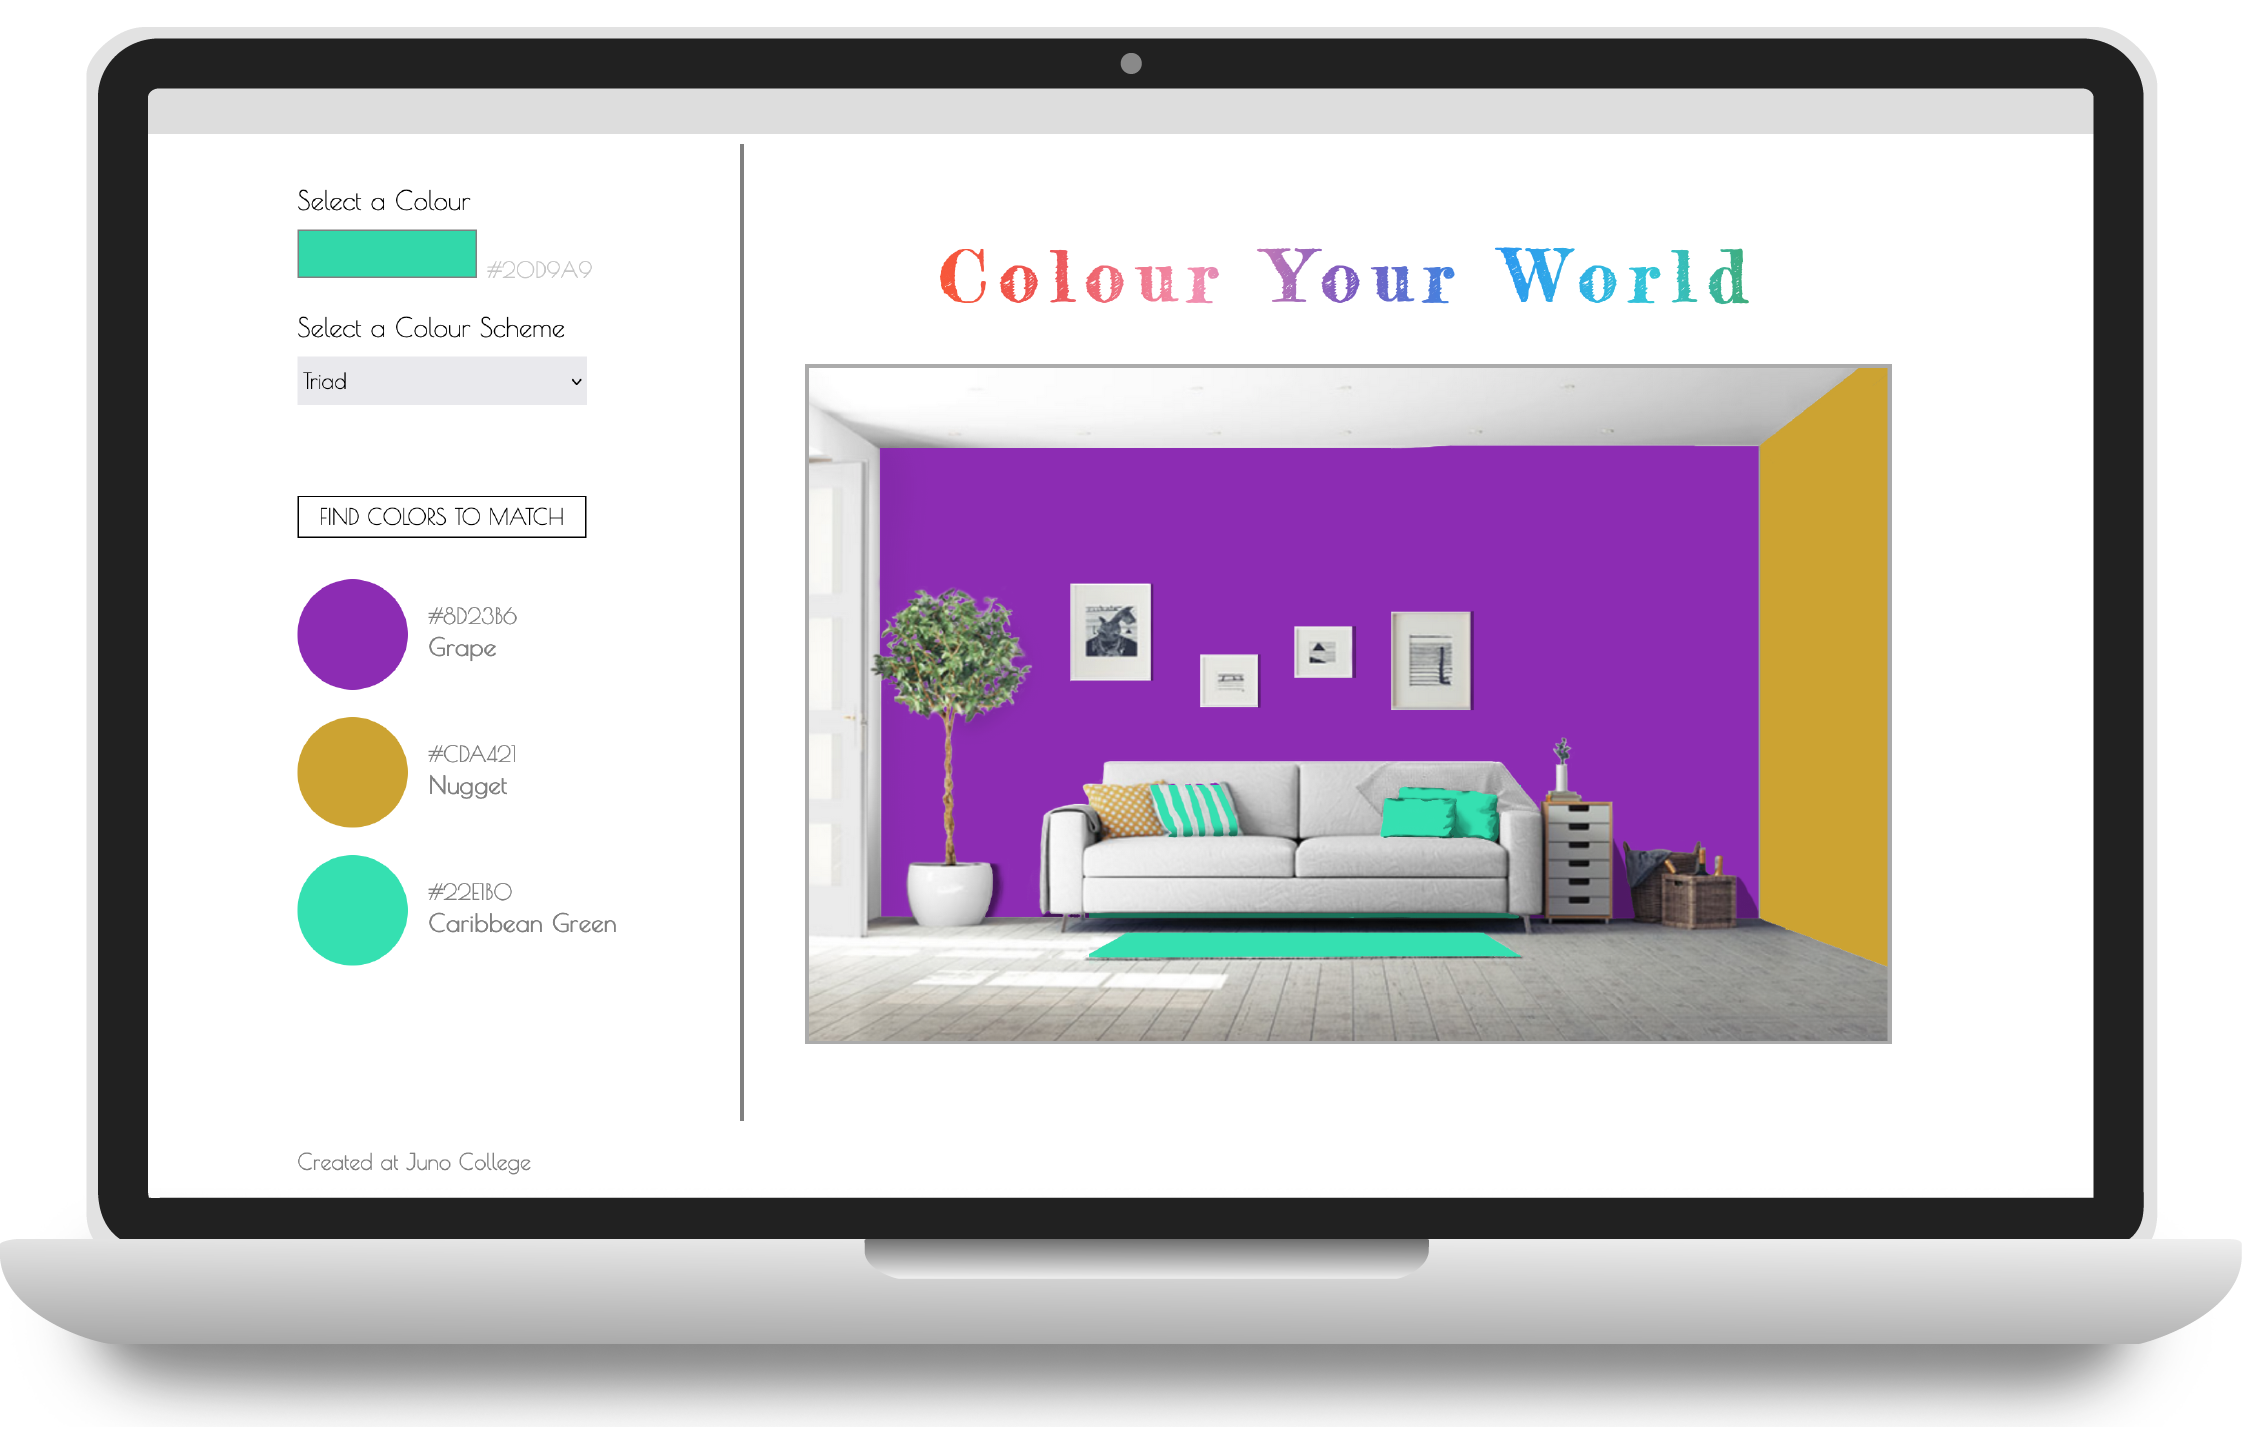 Select a Colour
#20D9A9
Select a Colour Scheme
Triad
FIND COLORS TO MATCH
#8D23B6
Grape
#CDA421
Nugget
#22E1B0
Caribbean Green
Created at Juno College
Colour Your World